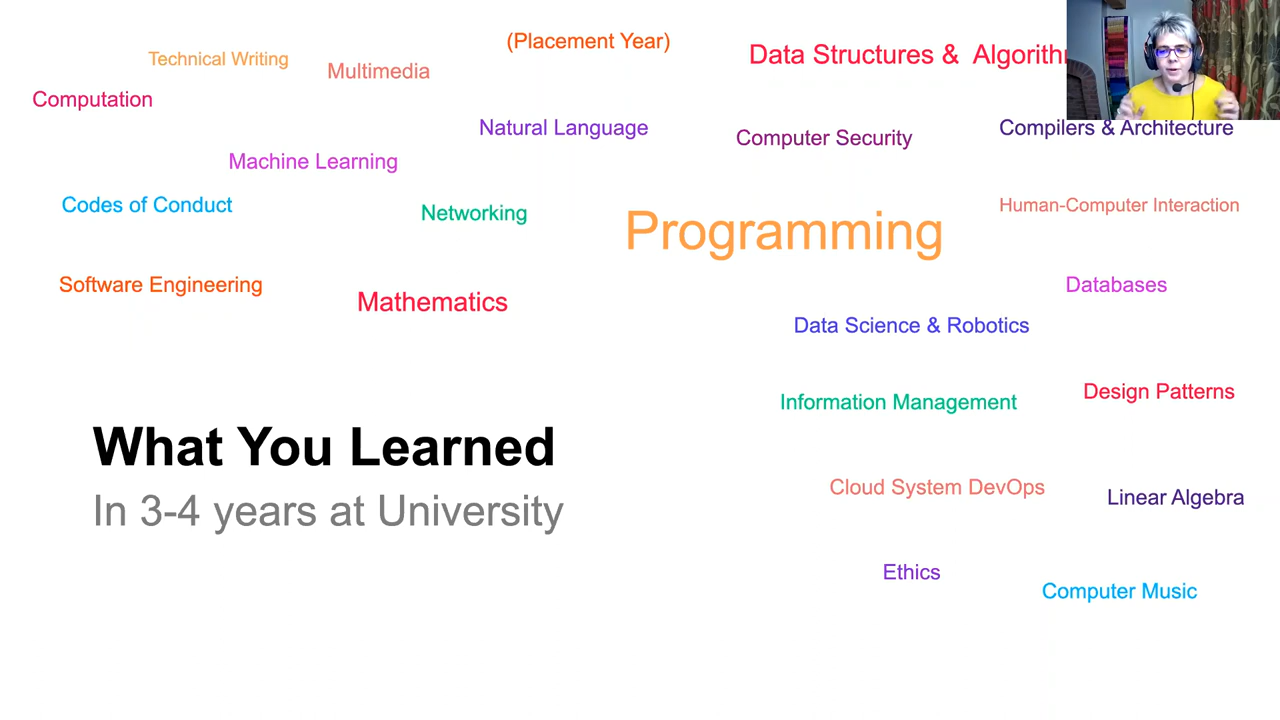 (Placement Year)
Data Structures & Algorith
Technical Writing
Multimedia
Computation
Natural Language
Computer Security
Compilers & Architecture
Machine Learning
Codes of Conduct
Networking
Programming
Human-Computer Interaction
Software Engineering
Mathematics
Databases
Data Science & Robotics
Information Management
Design Patterns
What You Learned
In 3-4 years at University
Cloud System DevOps
Linear Algebra
Ethics
Computer Music